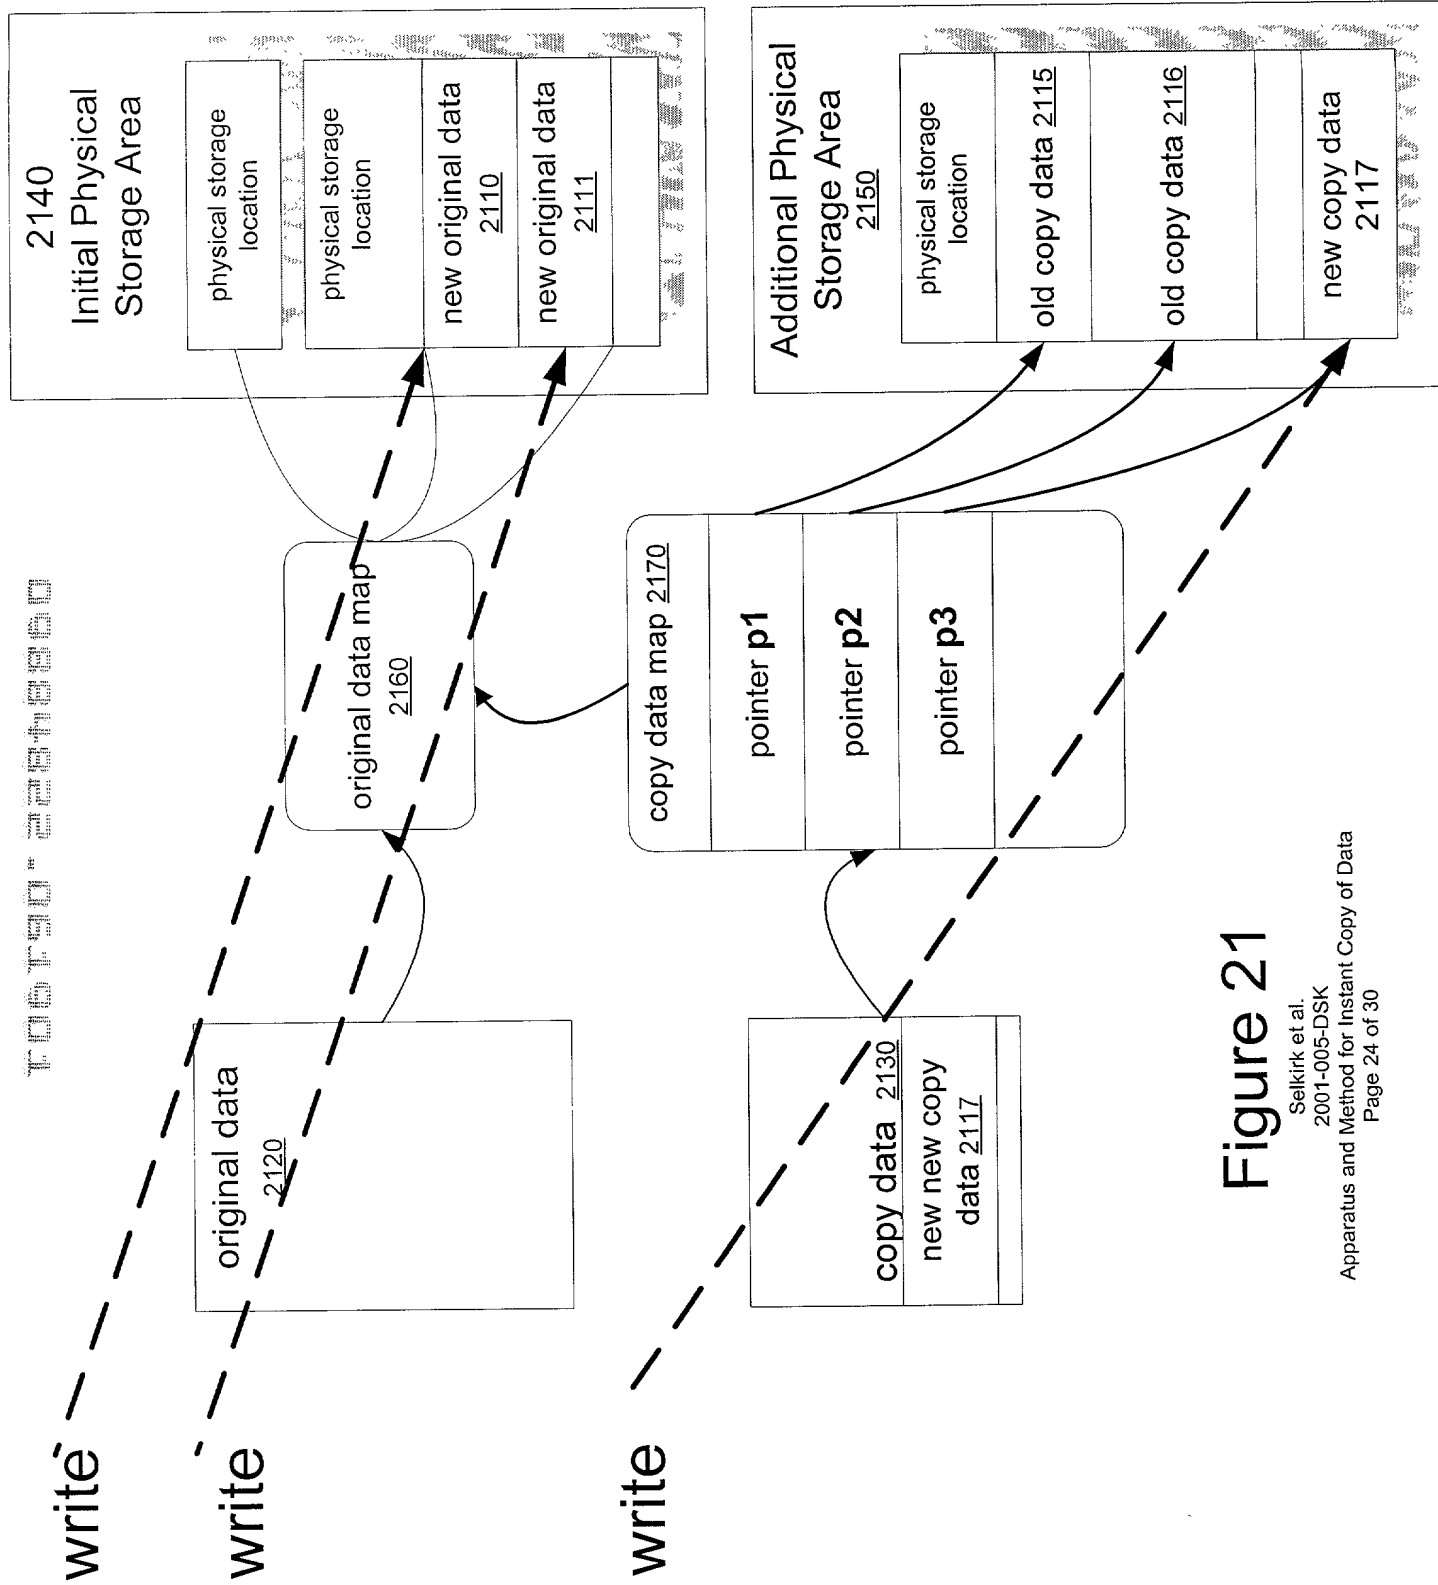 write
write
write
original data
2120
copy data 2130
new new copy
data 2117
original data map
2160
copy data map 2170
pointer p1
pointer p2
pointer p3
2140
Initial Physical
Storage Area
physical storage
location
physical storage
location
new original data
2110
new original data
2111
Additional Physical
Storage Area
2150
physical storage
location
old copy data 2115
old copy data 2116
new copy data
2117
Figure 21
Selkirk et al.
2001-005-DSK
Apparatus and Method for Instant Copy of Data
Page 24 of 30